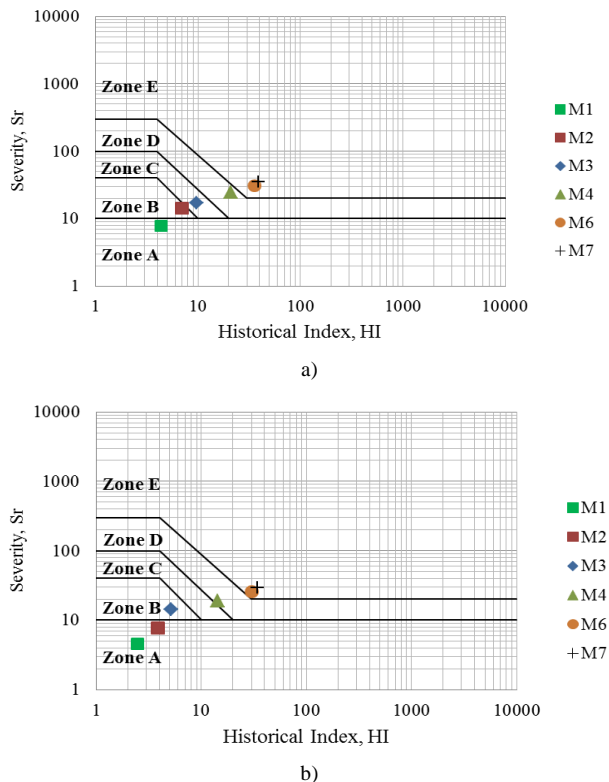 a)
10000
1000
100
10
1
Severity, Sr
Zone E
Zone D
Zone C
Zone B
Zone A
1 10 100 1000 10000
Historical Index, HI
M1
M2
M3
M4
M6
M7
a)
10000
1000
100
10
1
Severity, Sr
Zone E
Zone D
Zone C
Zone B
Zone A
1 10 100 1000 10000
Historical Index, HI
M1
M2
M3
M4
M6
M7
b)